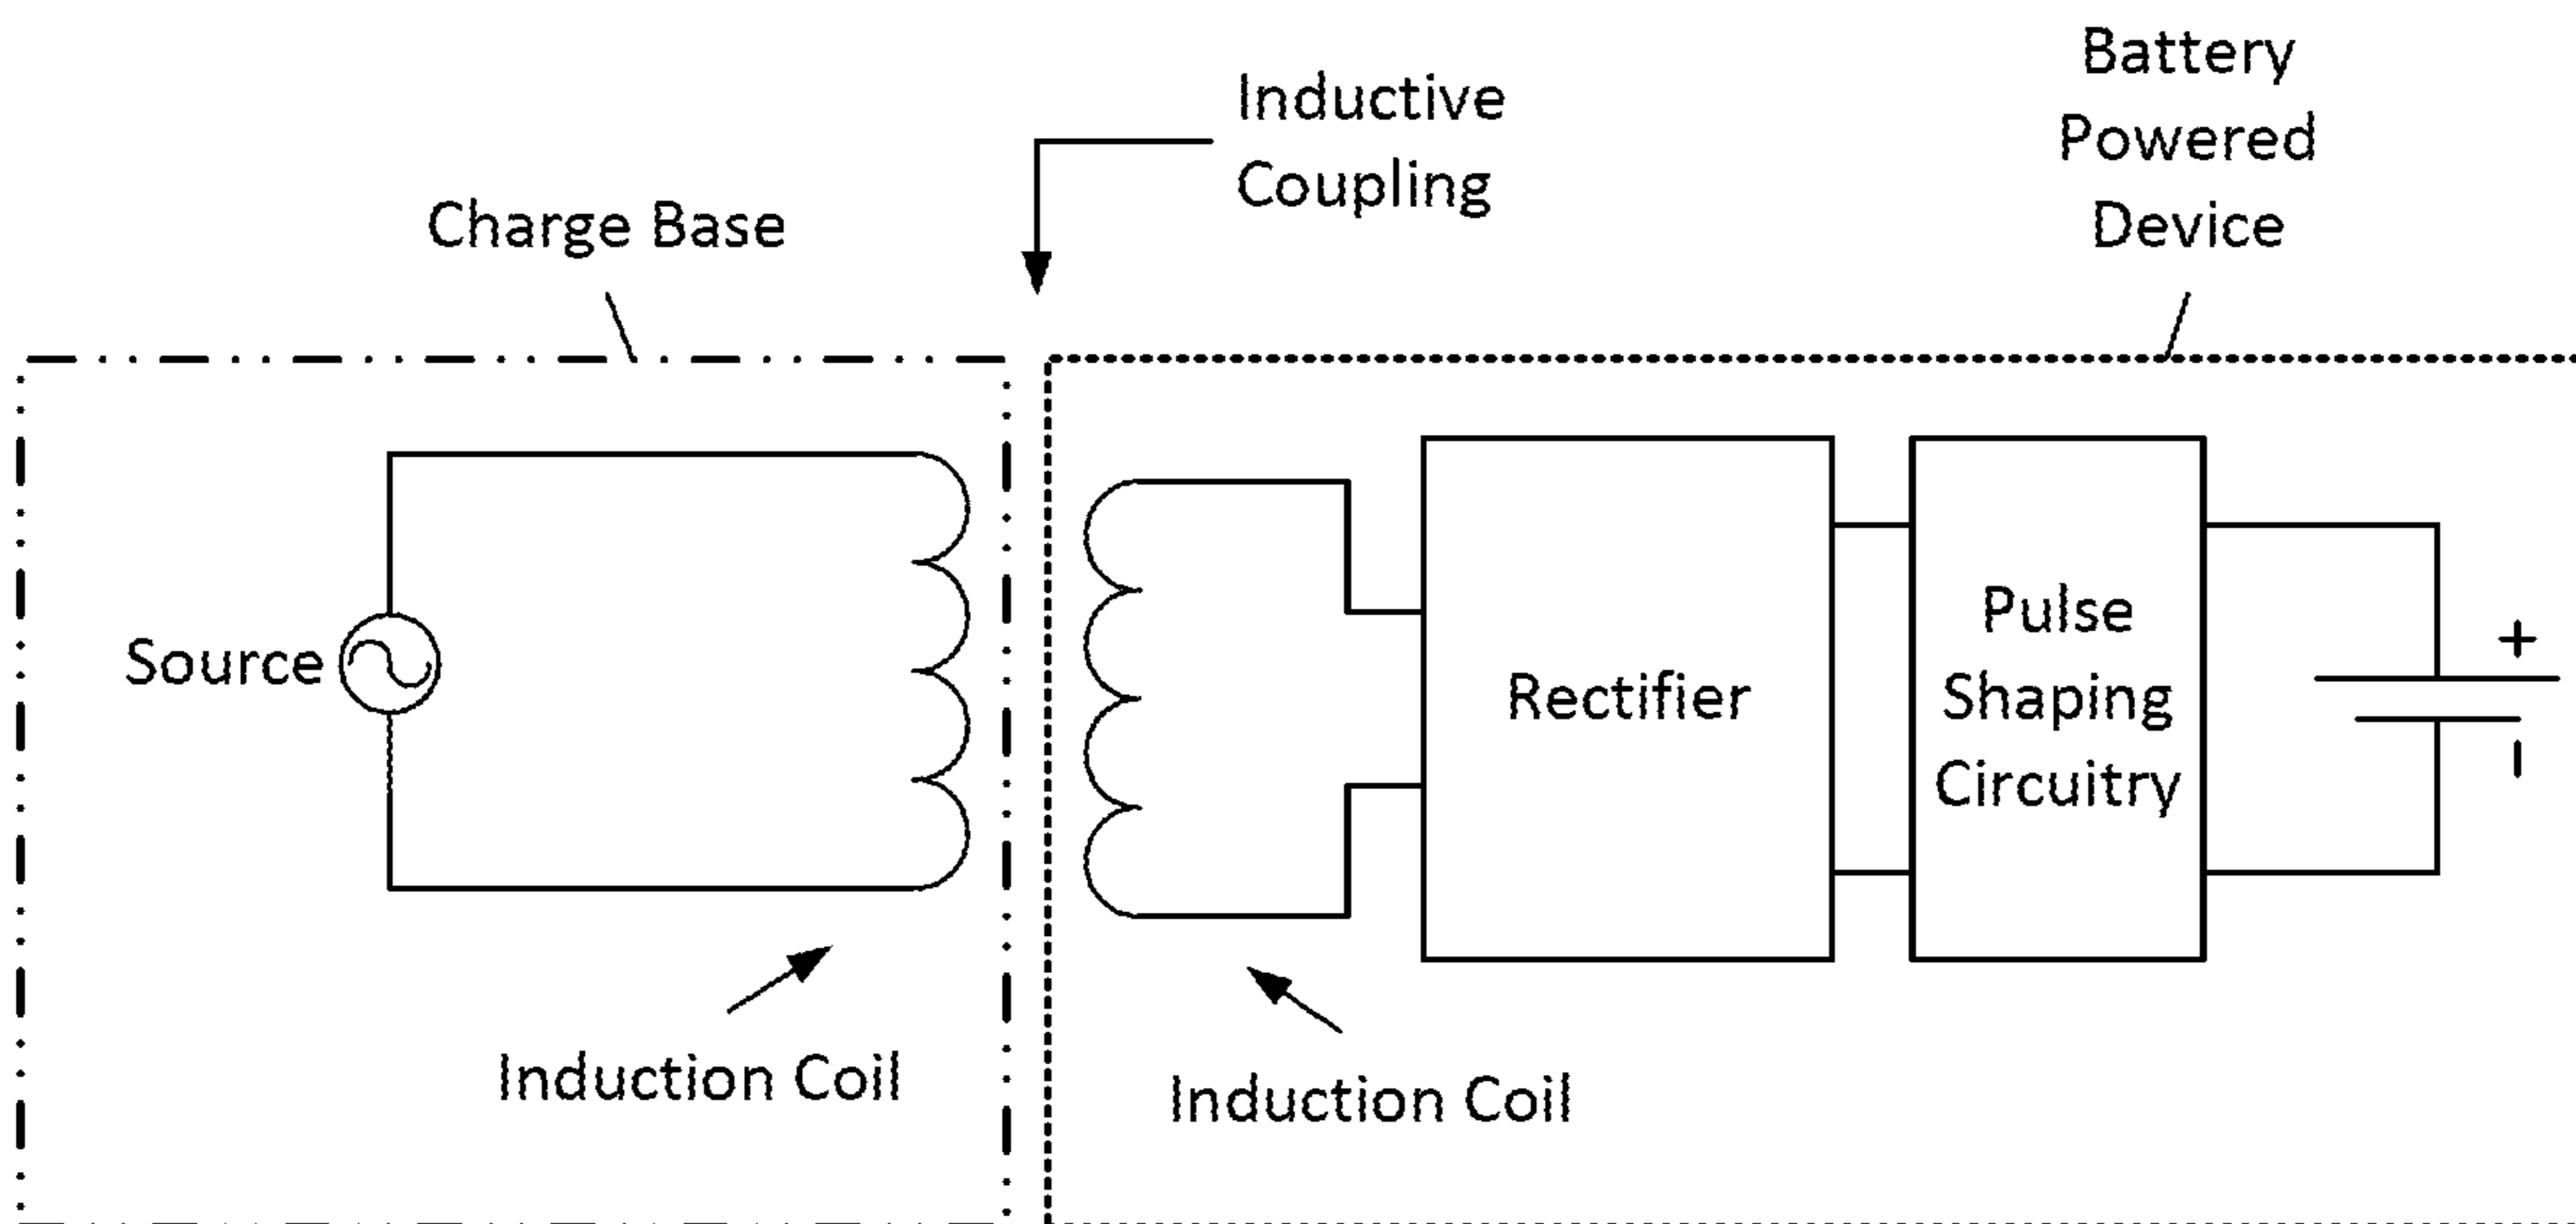 Battery
Powered
Device
Inductive
Coupling
Charge Base
Source
Rectifier
Pulse
Shaping
Circuitry
+
-
Induction Coil
Induction Coil